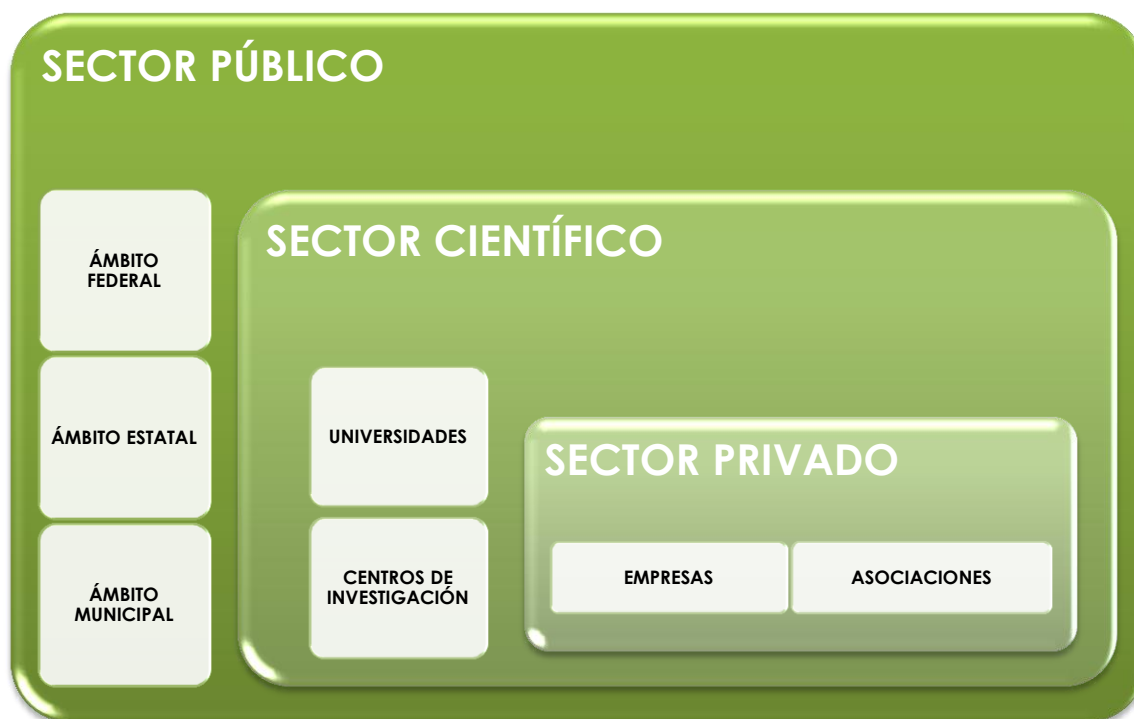 SECTOR PÚBLICO
ÁMBITO
FEDERAL
ÁMBITO ESTATAL
ÁMBITO
MUNICIPAL
SECTOR CIENTÍFICO
UNIVERSIDADES
CENTROS DE
INVESTIGACIÓN
SECTOR PRIVADO
EMPRESAS
ASOCIACIONES